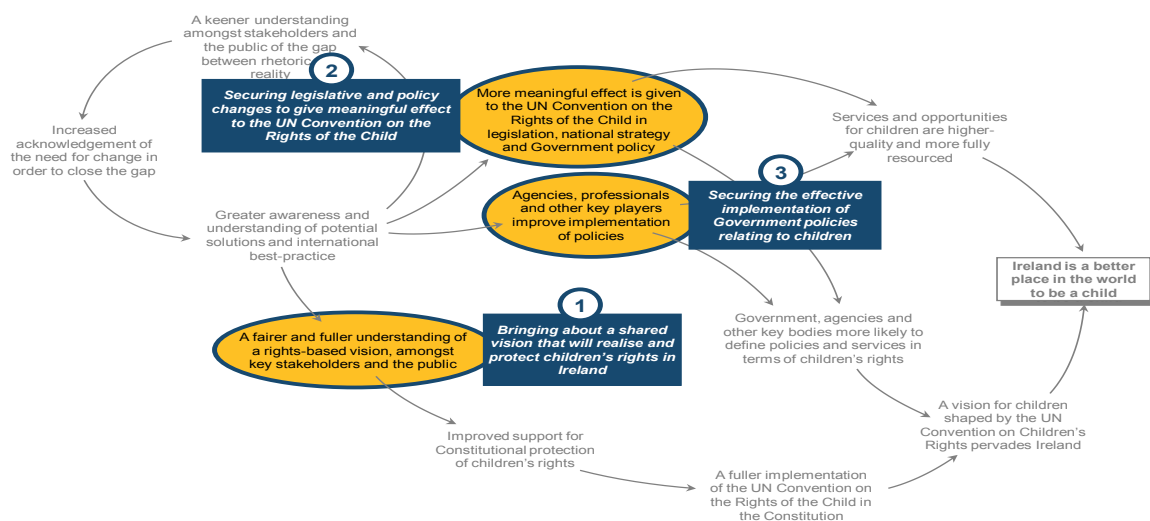 A keener understanding
amongst stakeholders and
the public of the gap
between rhetoric
reality
2
Securing legislative and policy
changes to give meaningful effect
to the UN Convention on the
Rights of the Child
More meaningful effect is given
to the UN Convention on the
Rights of the Child in
legislation, national strategy
and Government policy
Services and opportunities
for children are higher-
quality and more fully
resourced
Increased
acknowledgement of
the need for change in
order to close the gap
3
Securing the effective
implementation of
Government policies
relating to children
Agencies, professionals
and other key players
improve implementation
of policies
Greater awareness and
understanding of potential
solutions and international
best-practice
Ireland is a better
place in the world
to be a child
1
Bringing about a shared
vision that will realise and
protect children's rights in
Ireland
A fairer and fuller understanding of
a rights-based vision, amongst
key stakeholders and the public
Government, agencies and
other key bodies more likely to
define policies and services in
terms of children's rights
A vision for children
shaped by the UN
Convention on Children's
Rights pervades Ireland
Improved support for
Constitutional protection
of children's rights
A fuller implementation
of the UN Convention on
the Rights of the Child in
the Constitution